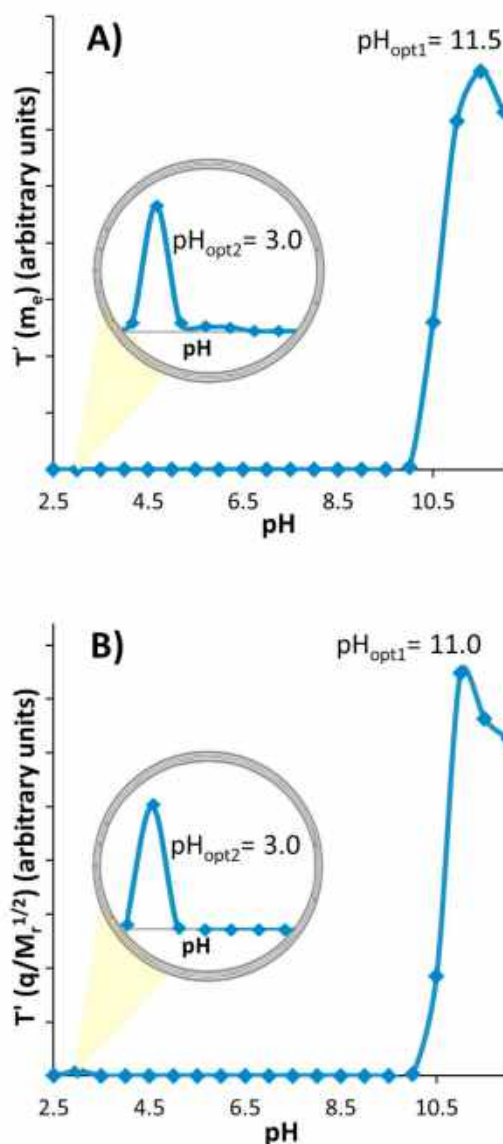 A)
pHopt1= 11.5
T' (me) (arbitrary units)
pHopt2= 3.0
pH
2.5 4.5 6.5 8.5 10.5
pH
B)
pHopt1= 11.0
T' (q/Mr1/2) (arbitrary units)
pHopt2= 3.0
pH
2.5 4.5 6.5 8.5 10.5
pH